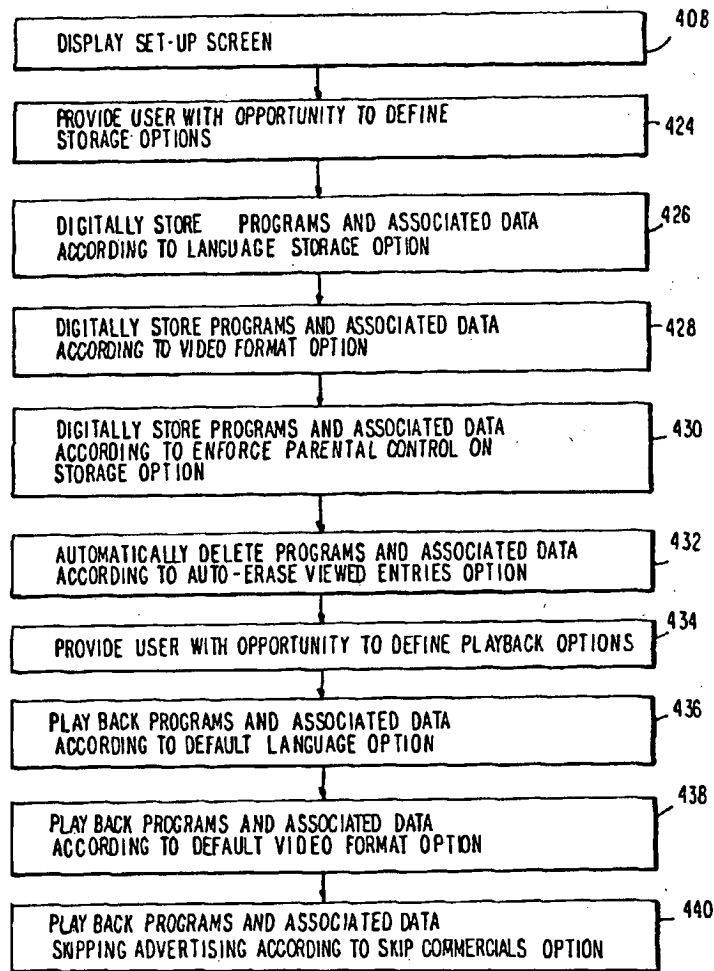 408
DISPLAY SET-UP SCREEN
424
PROVIDE USER WITH OPPORTUNITY TO DEFINE
STORAGE OPTIONS
426
DIGITALLY STORE PROGRAMS AND ASSOCIATED DATA
ACCORDING TO LANGUAGE STORAGE OPTION
428
DIGITALLY STORE PROGRAMS AND ASSOCIATED DATA
ACCORDING TO VIDEO FORMAT OPTION
430
DIGITALLY STORE PROGRAMS AND ASSOCIATED DATA
ACCORDING TO ENFORCE PARENTAL CONTROL ON
STORAGE OPTION
432
AUTOMATICALLY DELETE PROGRAMS AND ASSOCIATED DATA
ACCORDING TO AUTO-ERASE VIEWED ENTRIES OPTION
434
PROVIDE USER WITH OPPORTUNITY TO DEFINE PLAYBACK OPTIONS
436
PLAY BACK PROGRAMS AND ASSOCIATED DATA
ACCORDING TO DEFAULT LANGUAGE OPTION
438
PLAY BACK PROGRAMS AND ASSOCIATED DATA
ACCORDING TO DEFAULT VIDEO FORMAT OPTION
440
PLAY BACK PROGRAMS AND ASSOCIATED DATA
SKIPPING ADVERTISING ACCORDING TO SKIP COMMERCIALS OPTION